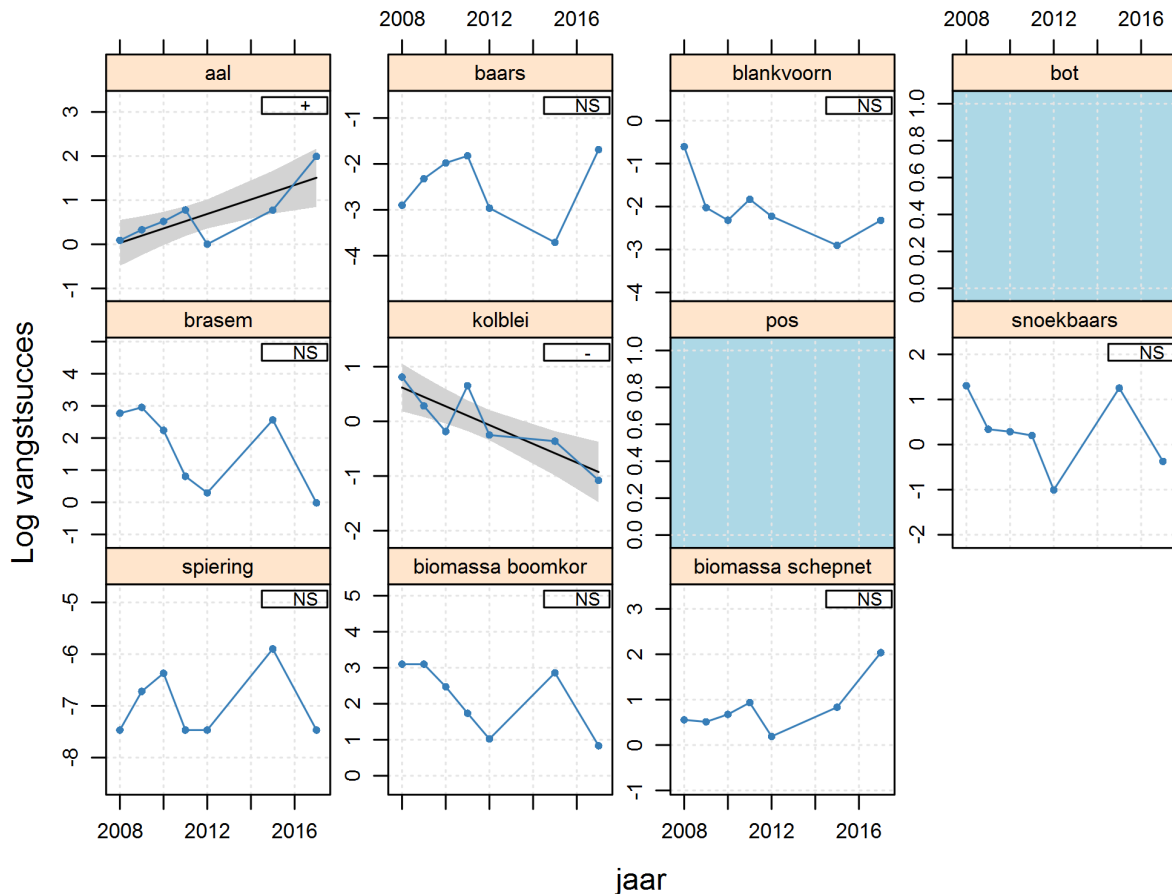 2008 2012 2016 2008 2012 2016
aal baars blankvoorn bot
+ NS NS
-1 0 1 2 3
-4 -3 -2 -1
-4 -3 -2 -1 0
0.0 0.2 0.4 0.6 0.8 1.0
brasem kolblei pos snoekbaars
NS - NS
-1 0 1 2 3 4
-2 -1 0 1
0.0 0.2 0.4 0.6 0.8 1.0
-2 -1 0 1 2
spiering biomassa boomkor biomassa schepnet
NS NS NS
-8 -7 -6 -5
0 1 2 3 4 5
-1 0 1 2 3
2008 2012 2016 2008 2012 2016
Log vangstsucces
jaar